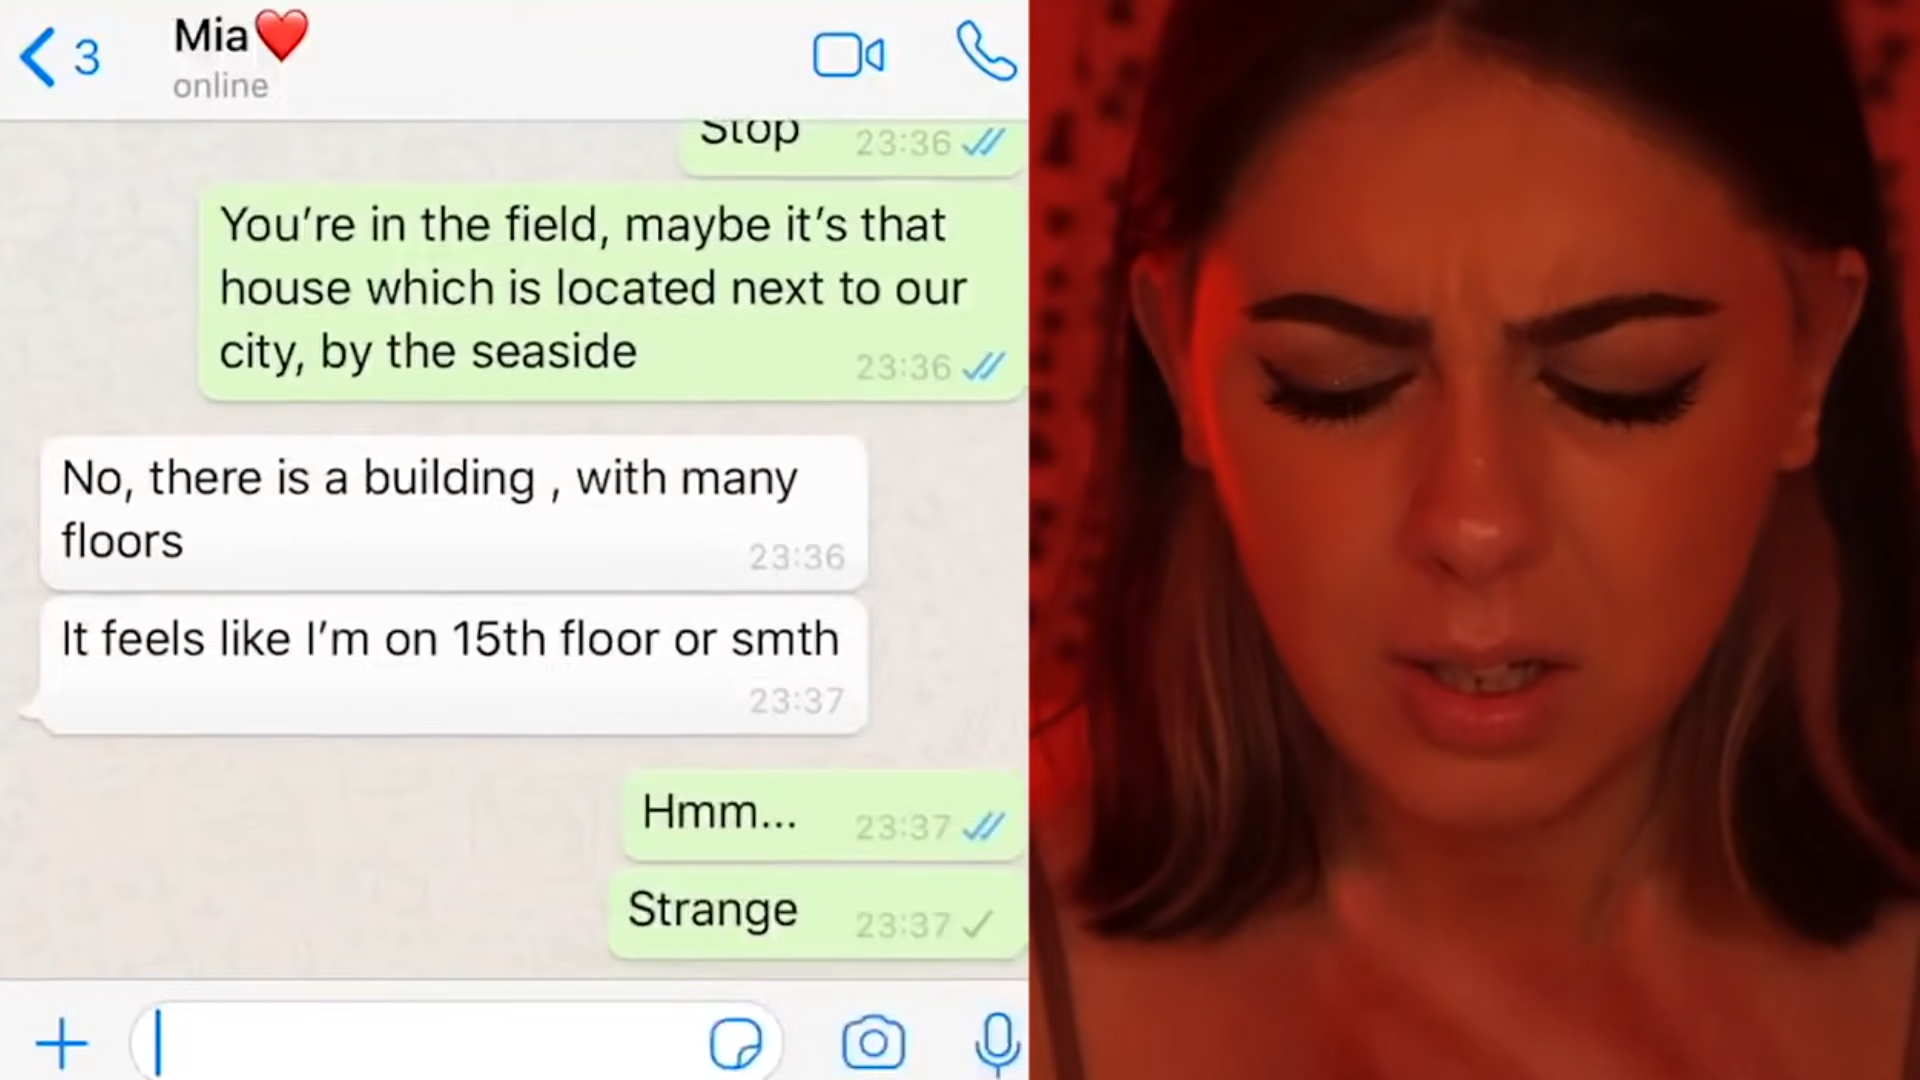 3
Mia❤️
online
Stop
23:36
You're in the field, maybe it's that
house which is located next to our
city, by the seaside
23:36
No, there is a building , with many
floors
23:36
It feels like I'm on 15th floor or smth
23:37
Hmm...
23:37
Strange
23:37